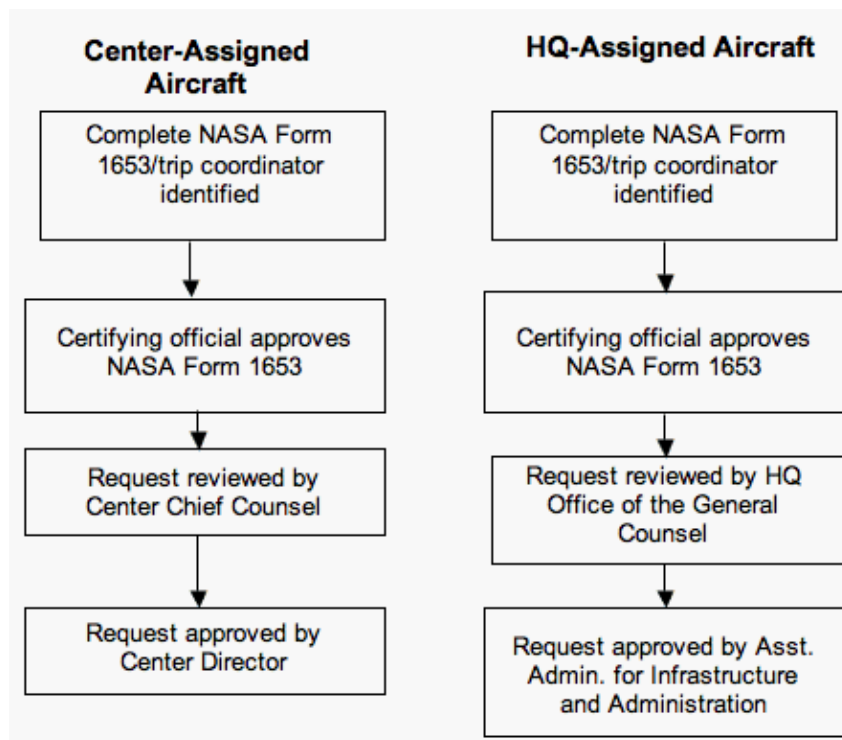 Center-Assigned
Aircraft
Complete NASA Form
1653/trip coordinator
identified
Certifying official approves
NASA Form 1653
Request reviewed by
Center Chief Counsel
Request approved by
Center Director
HQ-Assigned Aircraft
Complete NASA Form
1653/trip coordinator
identified
Certifying official approves
NASA Form 1653
Request reviewed by HQ
Office of the General
Counsel
Request approved by Asst.
Admin. for Infrastructure
and Administration